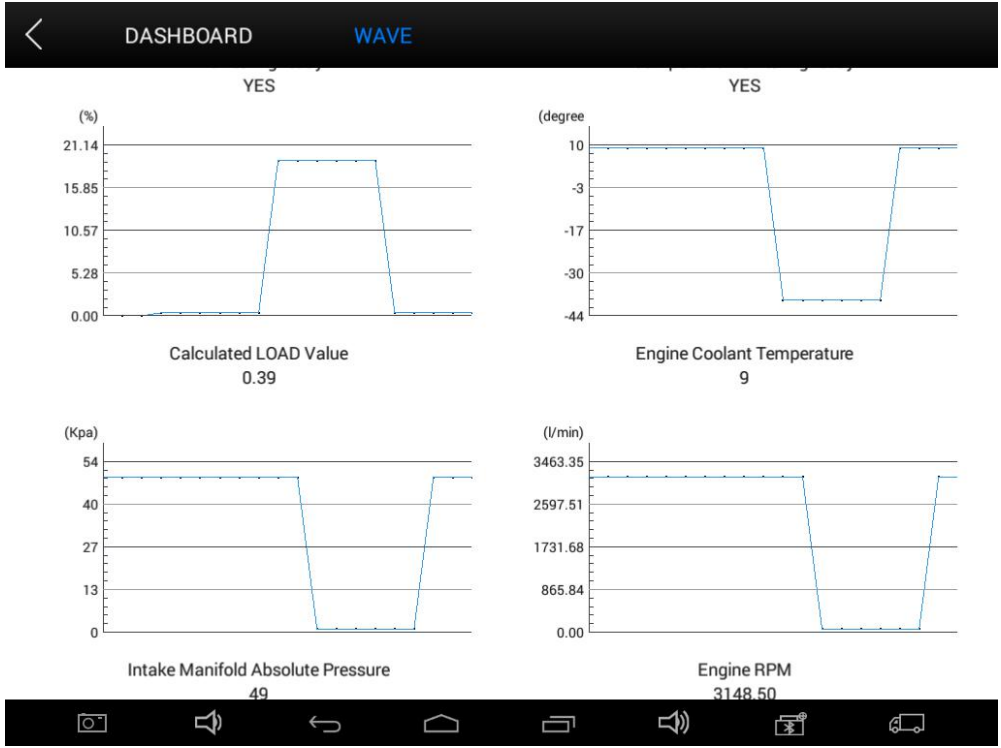 DASHBOARD WAVE
YES YES
(%) (degree
21.14 10
15.85 -3
10.57 -17
5.28 -30
0.00 -44
Calculated LOAD Value Engine Coolant Temperature
0.39 9
(Kpa) (l/min)
54 3463.35
40 2597.51
27 1731.68
13 865.84
0 0.00
Intake Manifold Absolute Pressure Engine RPM
49 3148.50